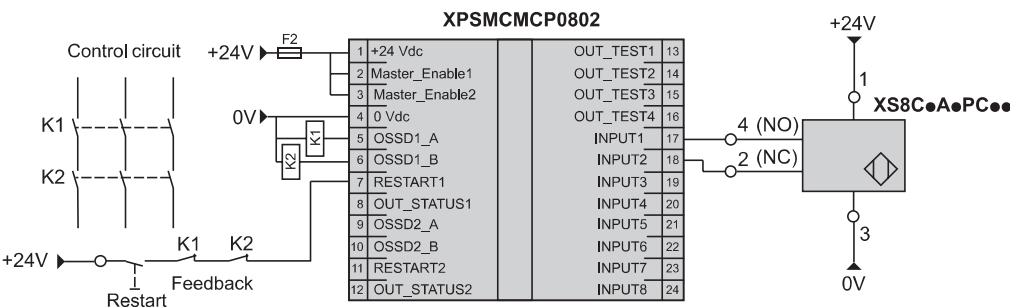 XPSMCMCP0802
Control circuit
K1
K2
+24V
F2
0V
K1
K2
1 +24 Vdc
2 Master_Enable1
3 Master_Enable2
4 0 Vdc
5 OSSD1_A
6 OSSD1_B
7 RESTART1
8 OUT_STATUS1
9 OSSD2_A
10 OSSD2_B
11 RESTART2
12 OUT_STATUS2
OUT_TEST1 13
OUT_TEST2 14
OUT_TEST3 15
OUT_TEST4 16
INPUT1 17
INPUT2 18
INPUT3 19
INPUT4 20
INPUT5 21
INPUT6 22
INPUT7 23
INPUT8 24
+24V
1
XS8C●A●PC●●
4 (NO)
2 (NC)
3
0V
+24V
K1 K2
Feedback
Restart